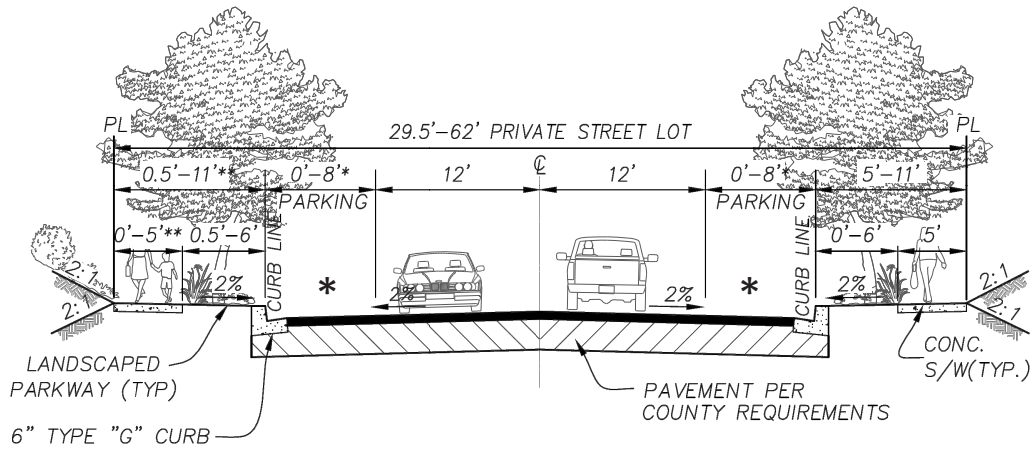 PL
PL
29.5'-62' PRIVATE STREET LOT
℄
0.5'-11'**
0'-8'*
12'
12'
0'-8'*
5'-11'
PARKING
PARKING
0'-5'**
0.5'-6'
CURB LINE
CURB LINE
0'-6'
5'
2:1
2:1
2%
*
2%
2%
*
2%
2:1
2:1
LANDSCAPED
PARKWAY (TYP)
CONC.
S/W(TYP.)
PAVEMENT PER
COUNTY REQUIREMENTS
6" TYPE "G" CURB